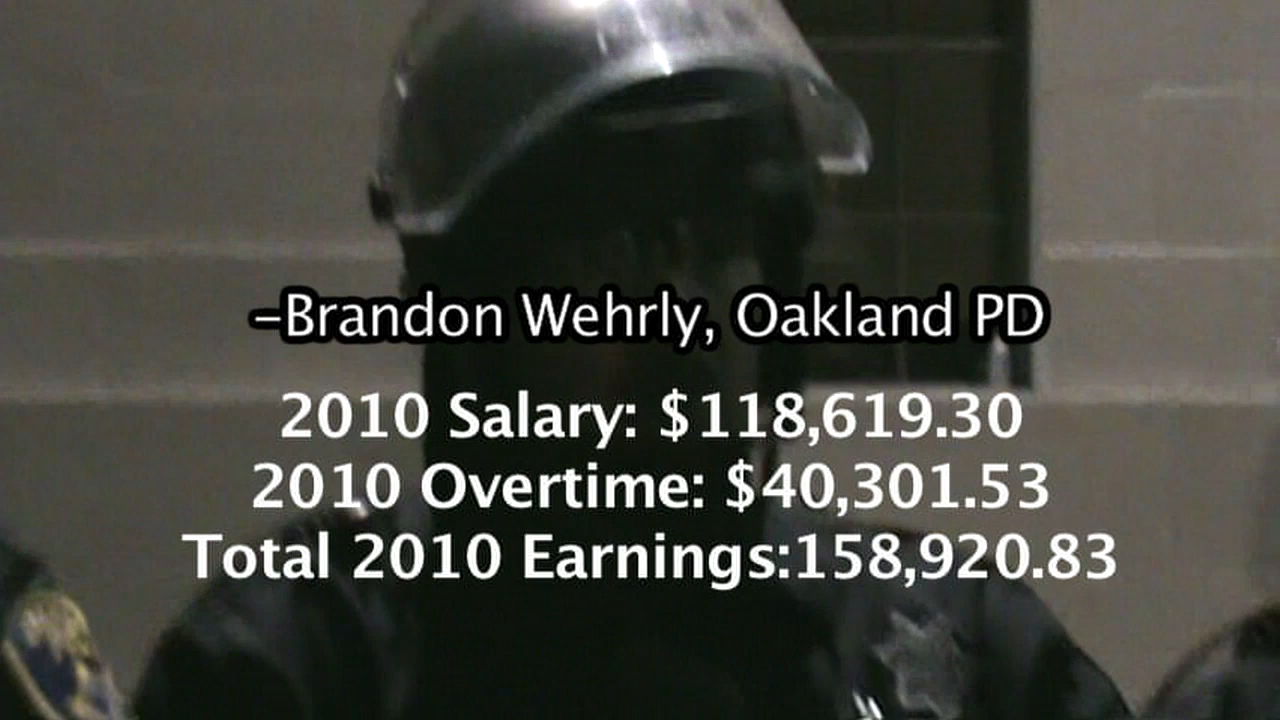 –Brandon Wehrly, Oakland PD
2010 Salary: $118,619.30
2010 Overtime: $40,301.53
Total 2010 Earnings:158,920.83